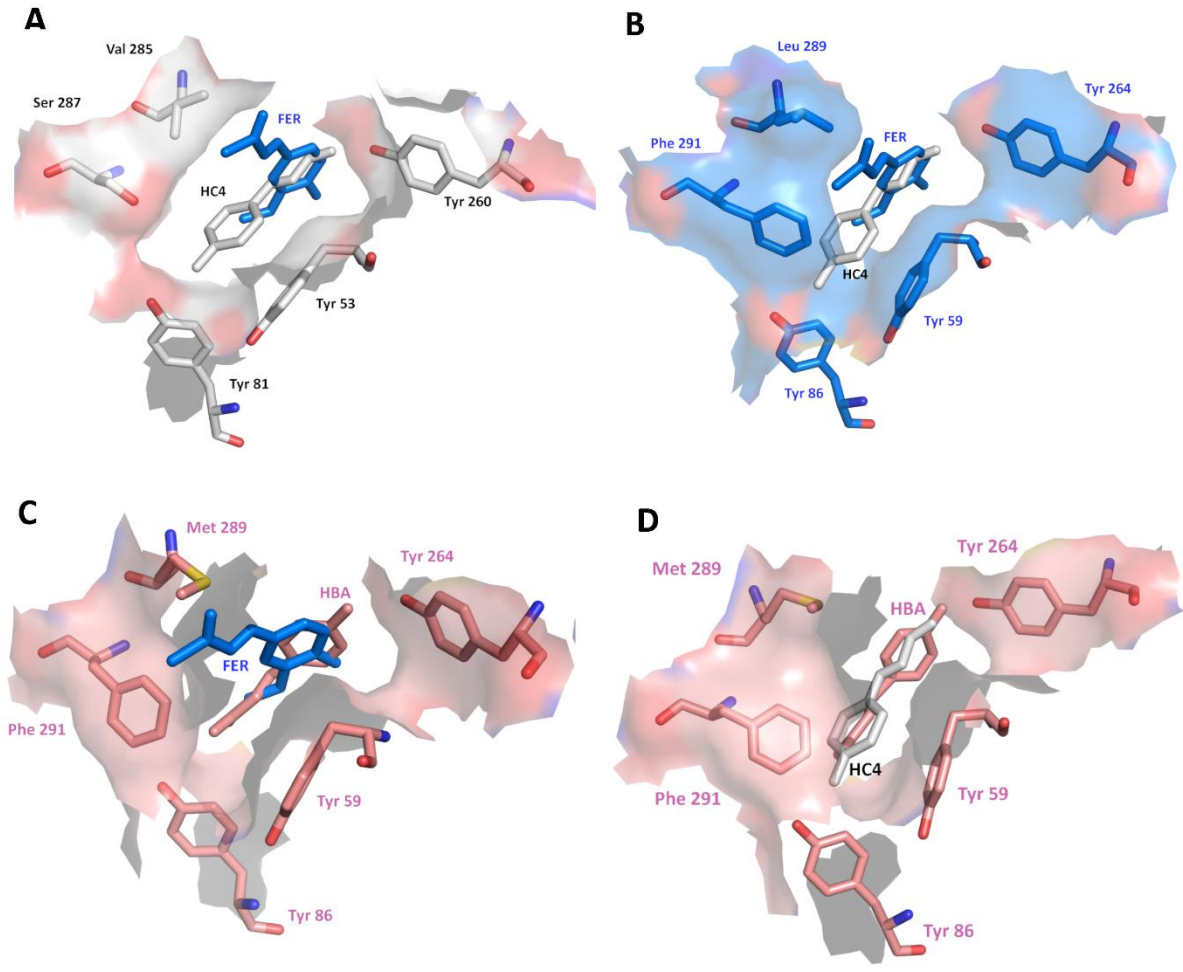 A
Val 285
Ser 287
FER
HC4
Tyr 260
Tyr 53
Tyr 81
B
Leu 289
Tyr 264
FER
Phe 291
HC4
Tyr 59
Tyr 86
C
Met 289
Tyr 264
HBA
FER
Phe 291
Tyr 59
Tyr 86
D
Tyr 264
Met 289
HBA
HC4
Phe 291
Tyr 59
Tyr 86